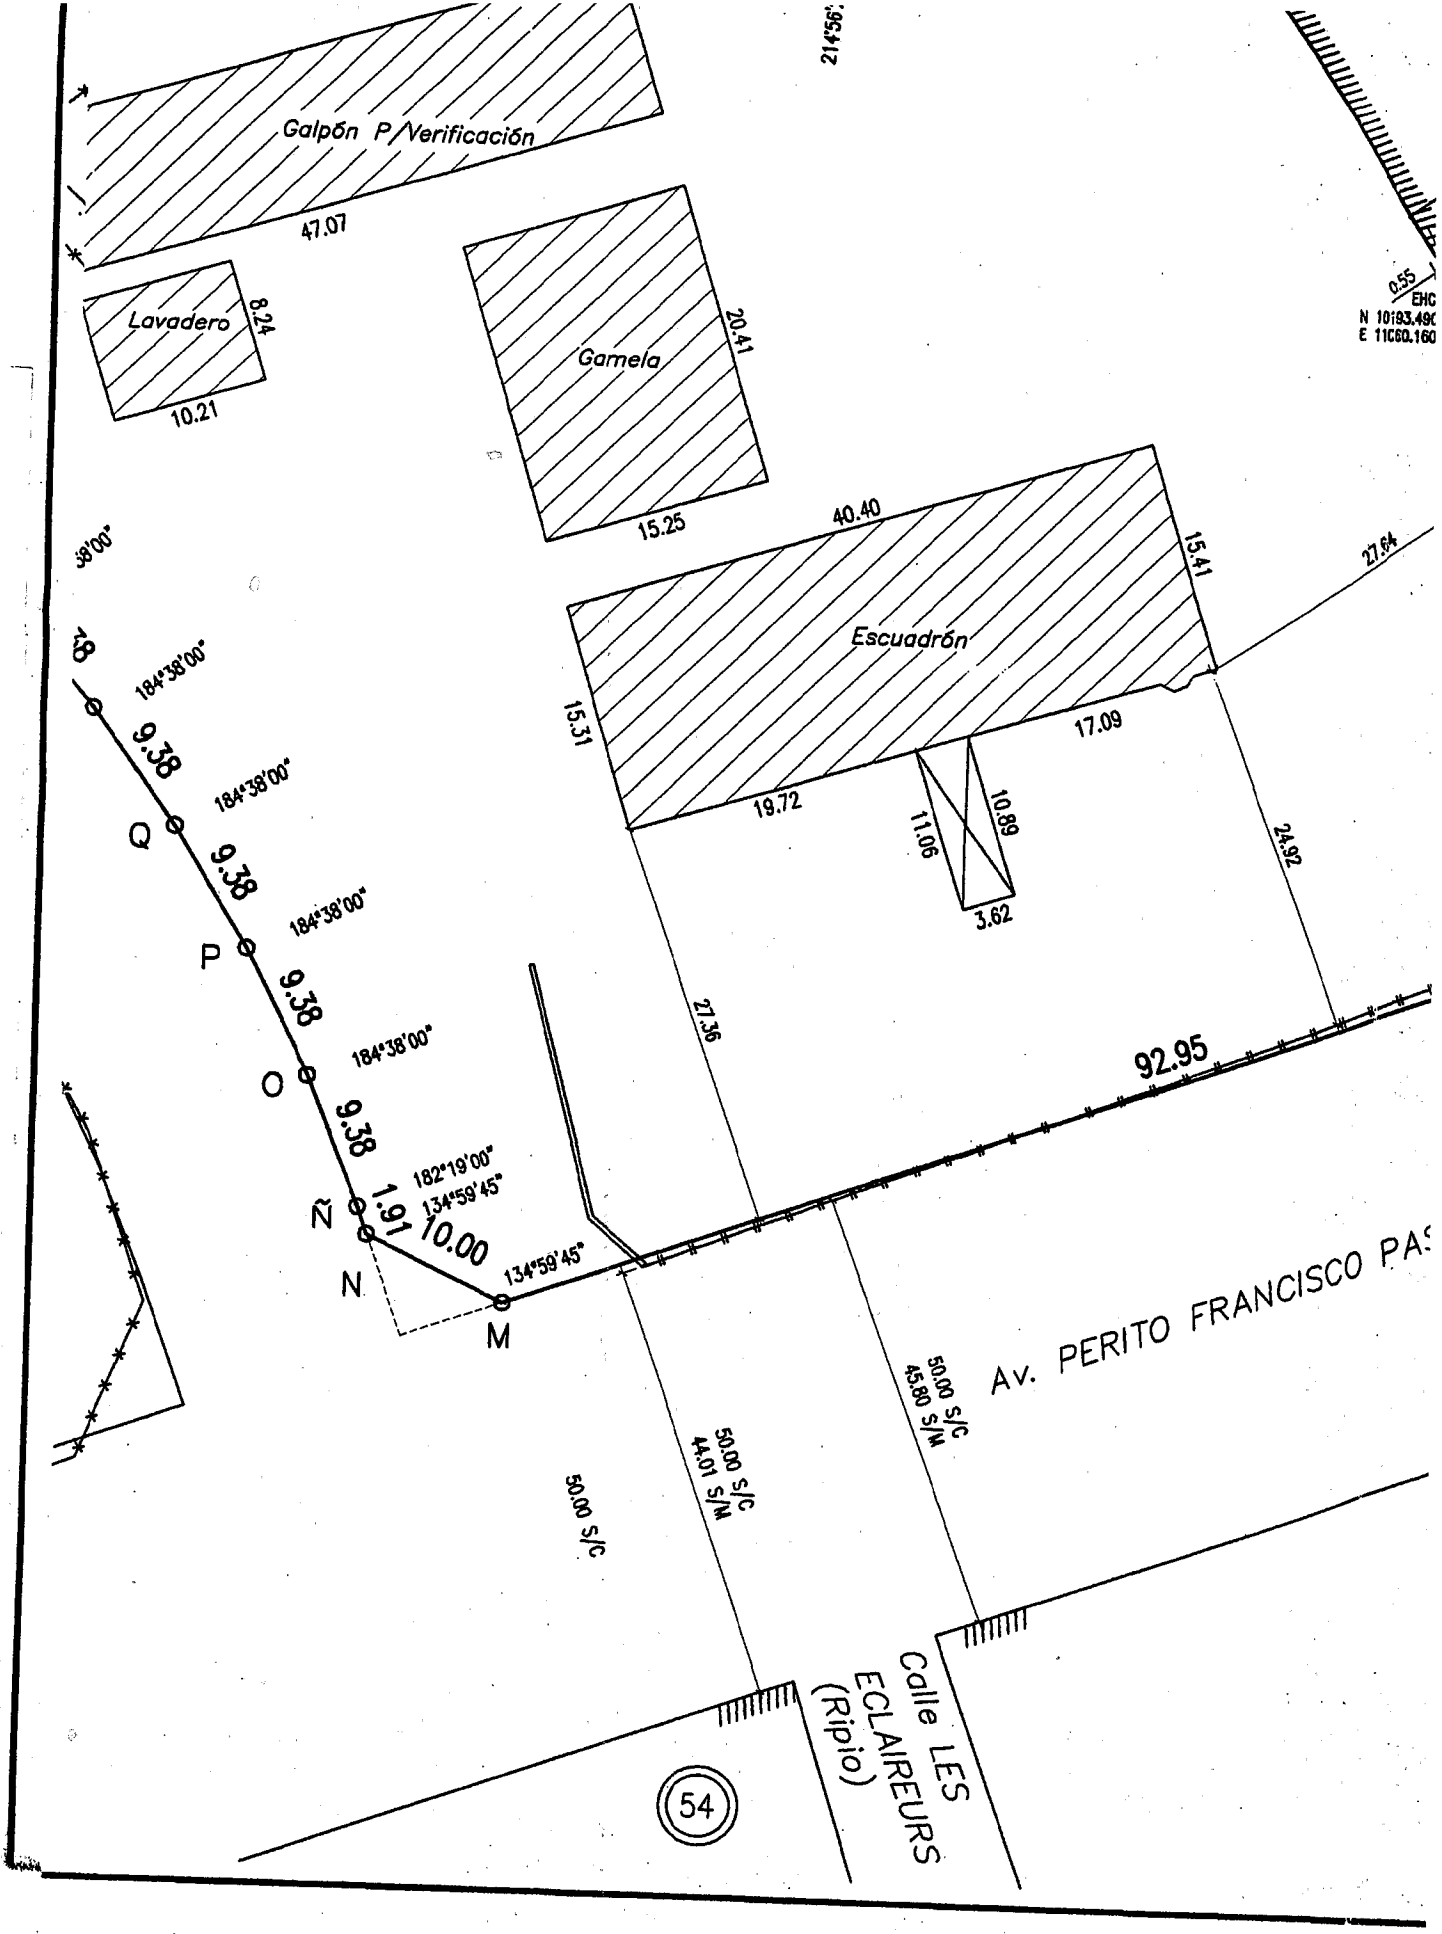 214°56'
Galpón P/Verificación
47.07
Lavadero
8.24
10.21
Gamela
20.41
15.25
0.55
N 10193.490
E 11060.160
40.40
15.41
27.64
Escuadrón
15.31
17.09
19.72
11.06
10.89
3.62
24.92
27.36
38'00"
184°38'00"
9.38
Q
184°38'00"
9.38
P
184°38'00"
9.38
O
184°38'00"
9.38
Ñ
182°19'00"
134°59'45"
1.91
10.00
N
134°59'45"
M
92.95
Av. PERITO FRANCISCO PAS
50.00 S/C
45.80 S/M
50.00 S/C
44.01 S/M
50.00 S/C
Calle LES
ECLAIREURS
(Ripio)
54